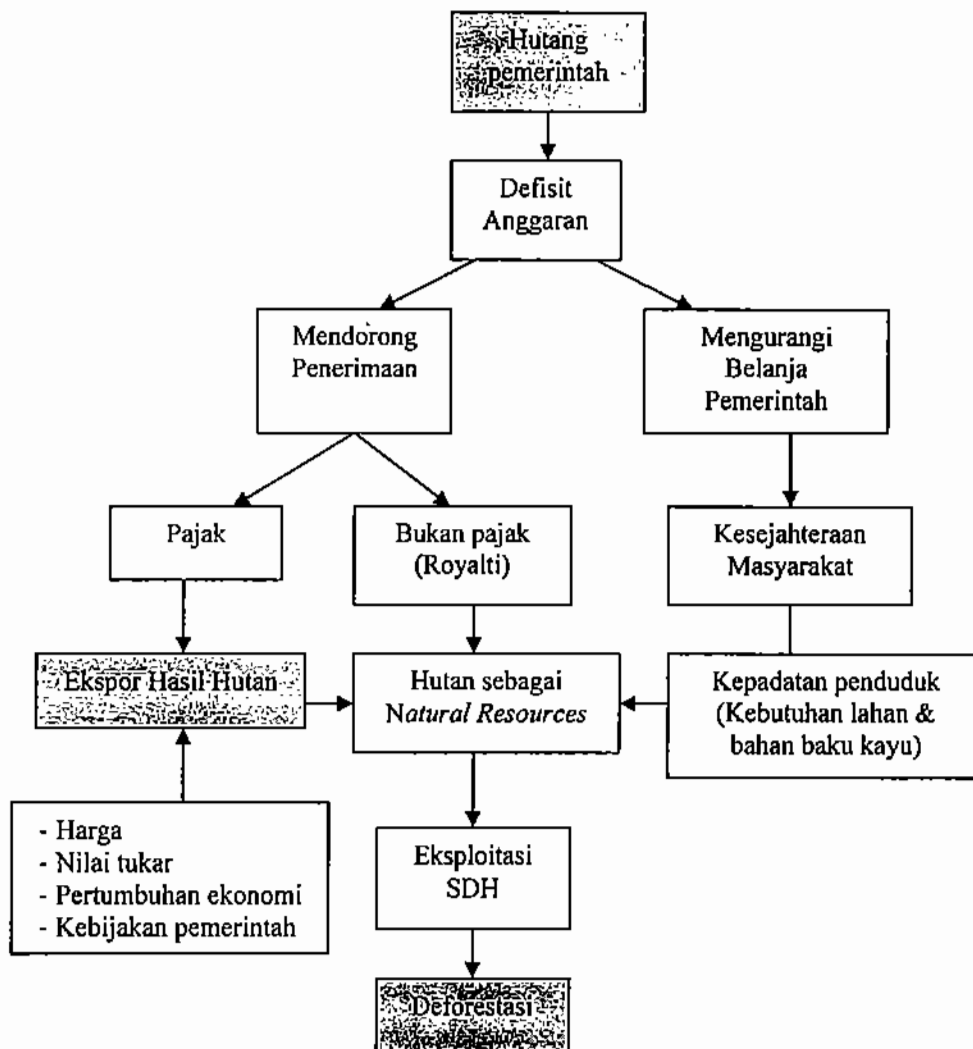 Hutang
pemerintah
Defisit
Anggaran
Mendorong
Penerimaan
Mengurangi
Belanja
Pemerintah
Pajak
Bukan pajak
(Royalti)
Kesejahteraan
Masyarakat
Ekspor Hasil Hutan
Hutan sebagai
Natural Resources
Kepadatan penduduk
(Kebutuhan lahan &
bahan baku kayu)
- Harga
- Nilai tukar
- Pertumbuhan ekonomi
- Kebijakan pemerintah
Eksploitasi
SDH
Deforestasi